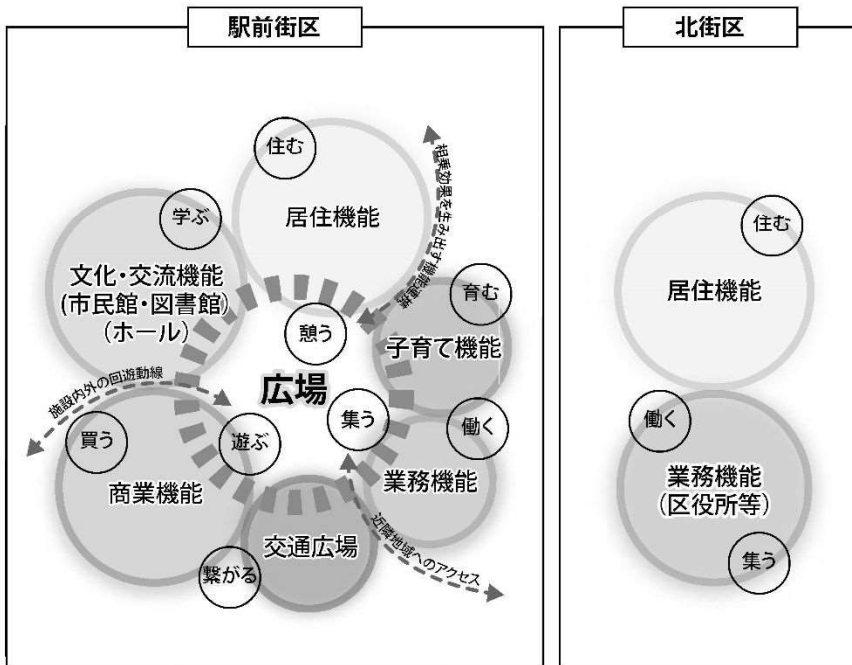 駅前街区
住む
居住機能
相乗効果を生み出す機能連携
学ぶ
文化・交流機能
(市民館・図書館)
(ホール)
育む
子育て機能
憩う
広場
集う
遊ぶ
施設内外の回遊動線
買う
商業機能
働く
業務機能
交通広場
繋がる
近隣地域へのアクセス
北街区
住む
居住機能
働く
業務機能
(区役所等)
集う